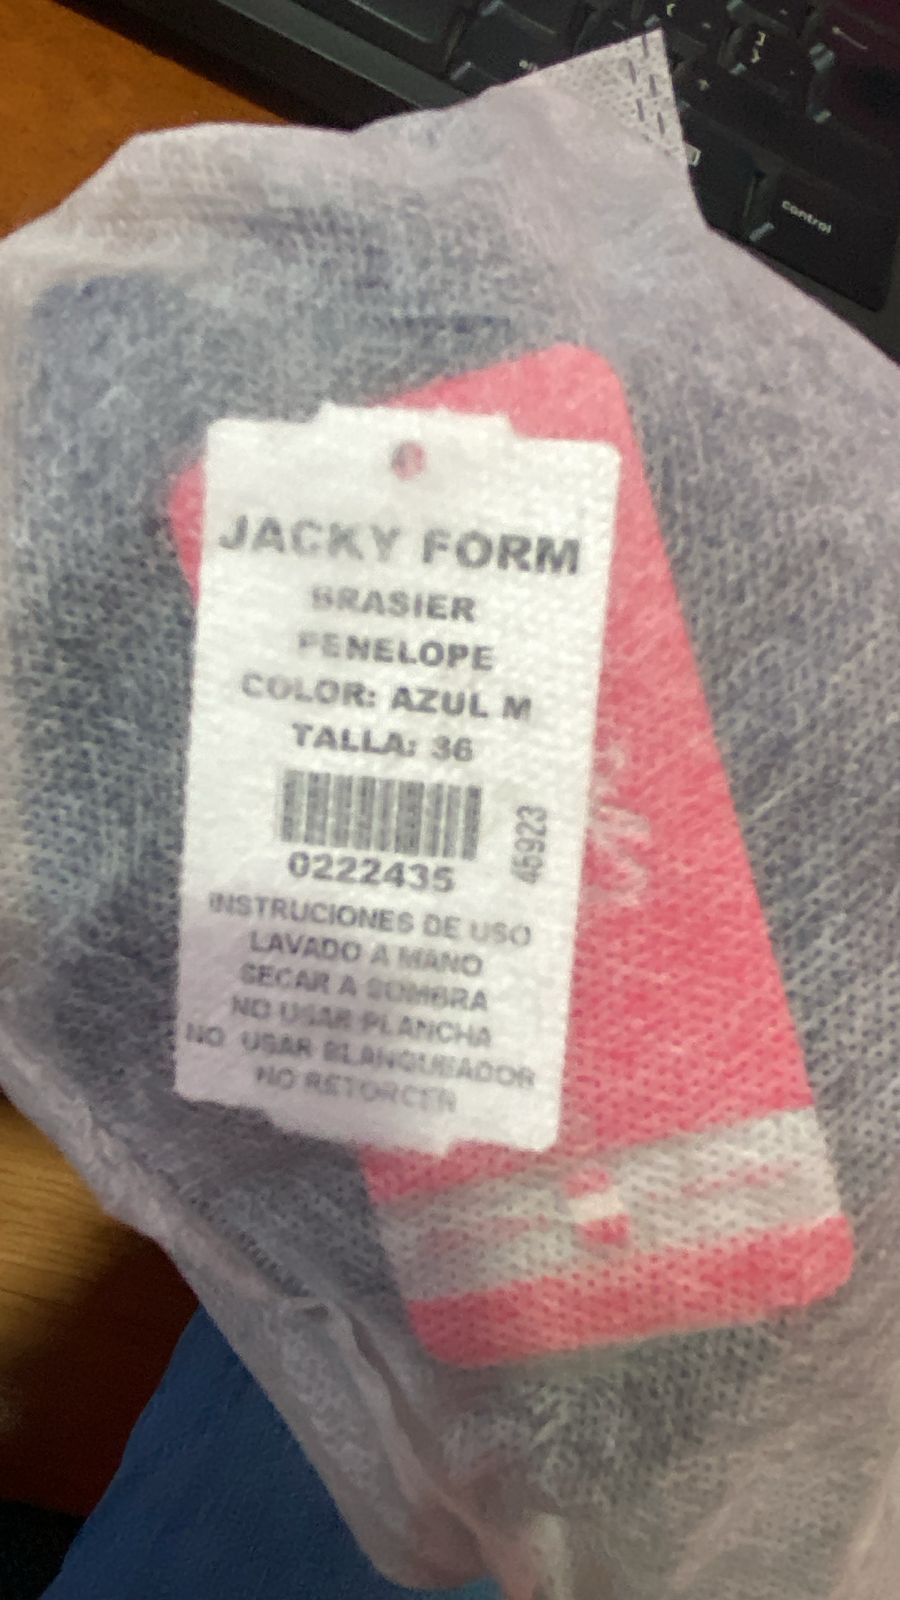 control
JACKY FORM
BRASIER
PENELOPE
COLOR: AZUL M
TALLA: 36
45923
0222435
INSTRUCIONES DE USO
LAVADO A MANO
SECAR A SOMBRA
NO USAR PLANCHA
NO USAR BLANQUEADOR
NO RETORCER